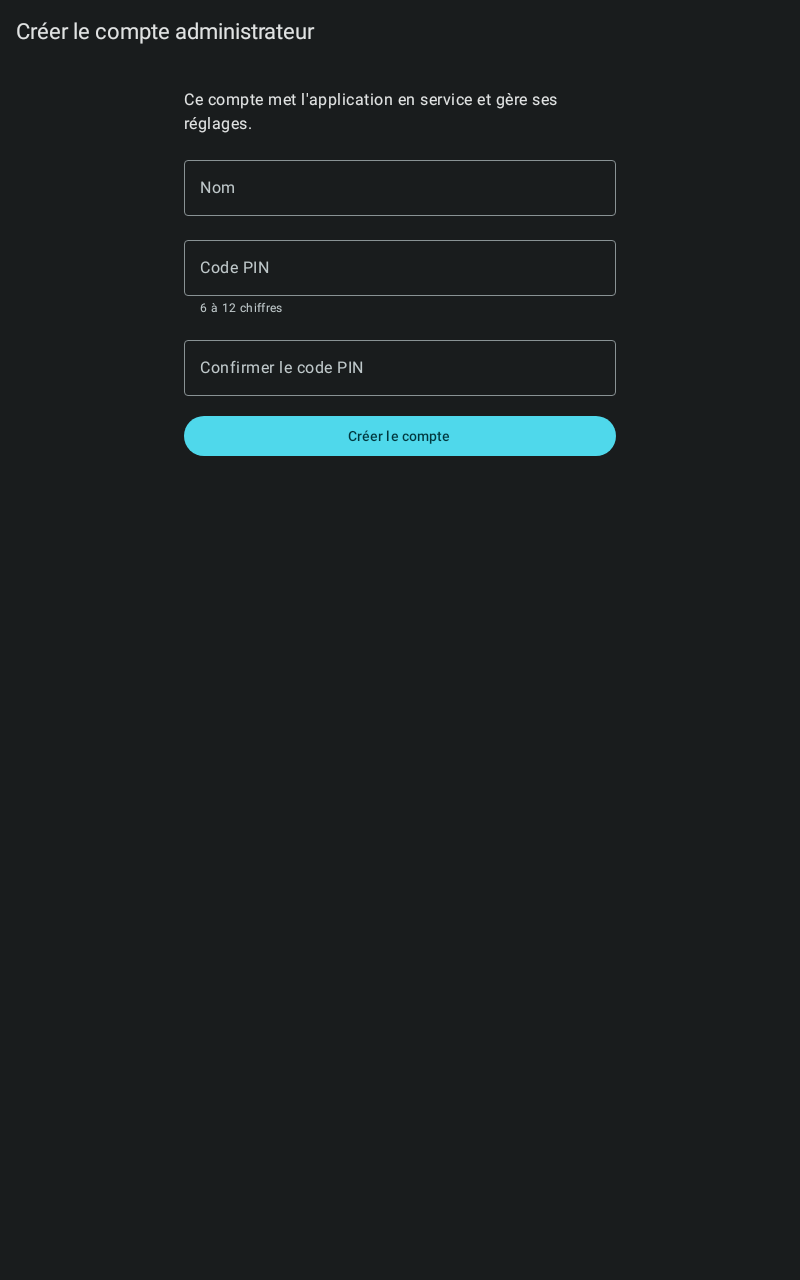 Créer le compte administrateur
Ce compte met l'application en service et gère ses
réglages.
Nom
Code PIN
6 à 12 chiffres
Confirmer le code PIN
Créer le compte